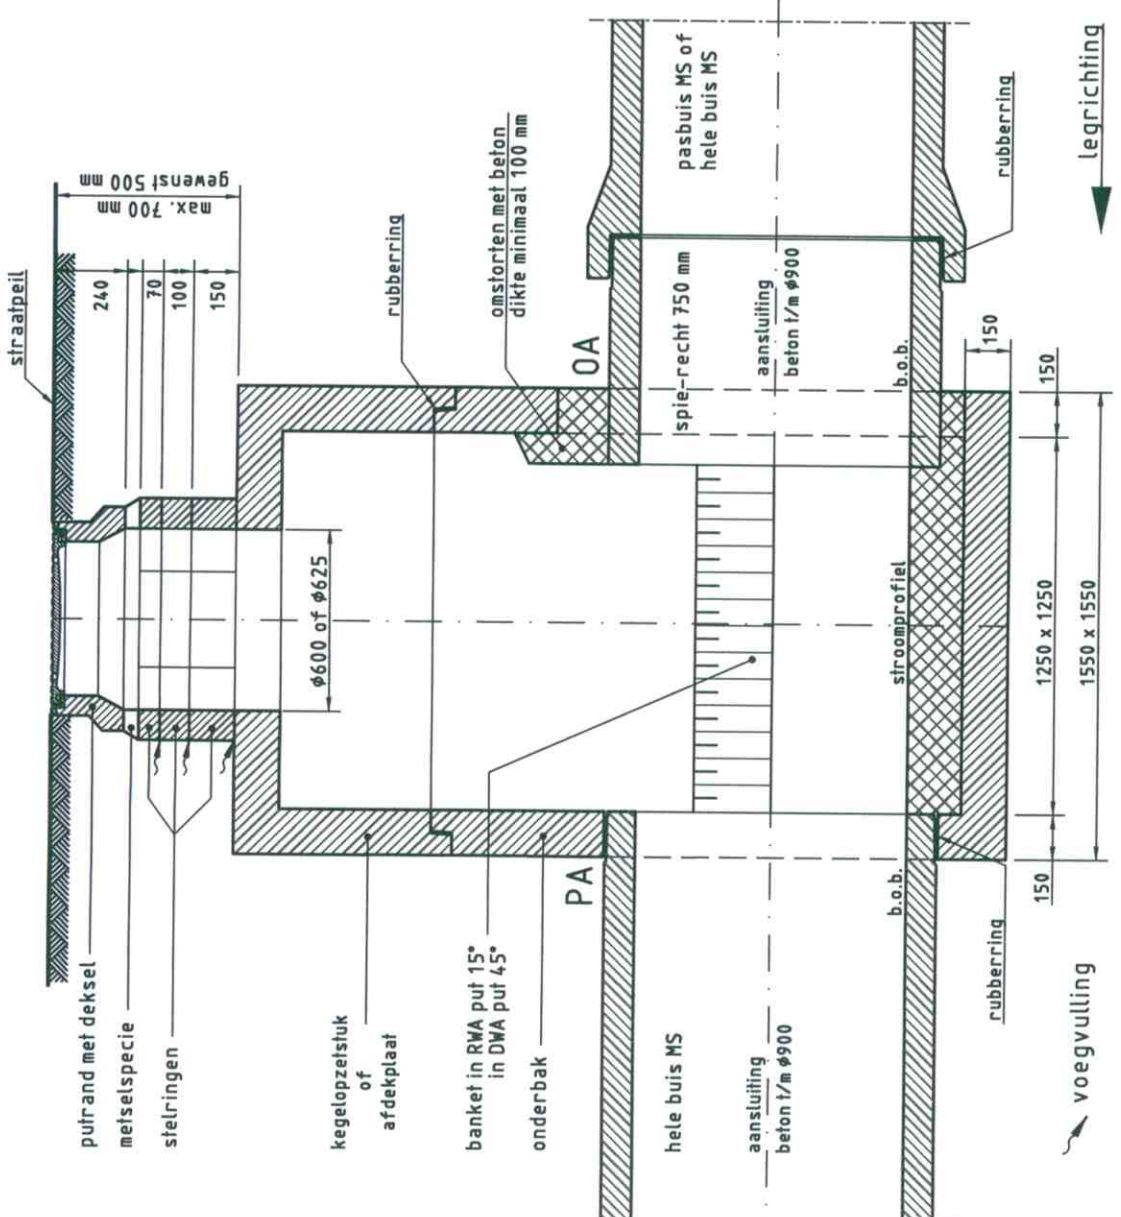 straatpeil
max. 700 mm
gewenst 500 mm
240
70
100
150
rubberring
omstorten met beton
dikte minimaal 100 mm
pasbuis MS of
hele buis MS
rubberring
legrichting
OA
spie-recht 750 mm
aansluiting
beton t/m ø900
b.o.b.
150
150
ø600 of ø625
stroomprofiel
1250 x 1250
1550 x 1550
PA
b.o.b.
150
putrand met deksel
metselspecie
stelringen
kegelopzetstuk
of
afdekplaat
banket in RWA put 15°
in DWA put 45°
onderbak
hele buis MS
aansluiting
beton t/m ø900
rubberring
voegvulling